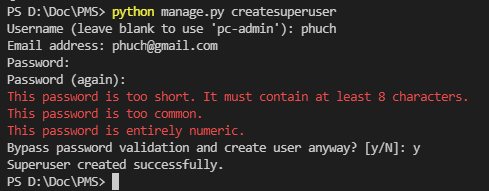 PS D:\Doc\PMS> python manage.py createsuperuser
Username (leave blank to use 'pc-admin'): phuch
Email address: phuch@gmail.com
Password:
Password (again):
This password is too short. It must contain at least 8 characters.
This password is too common.
This password is entirely numeric.
Bypass password validation and create user anyway? [y/N]: y
Superuser created successfully.
PS D:\Doc\PMS>